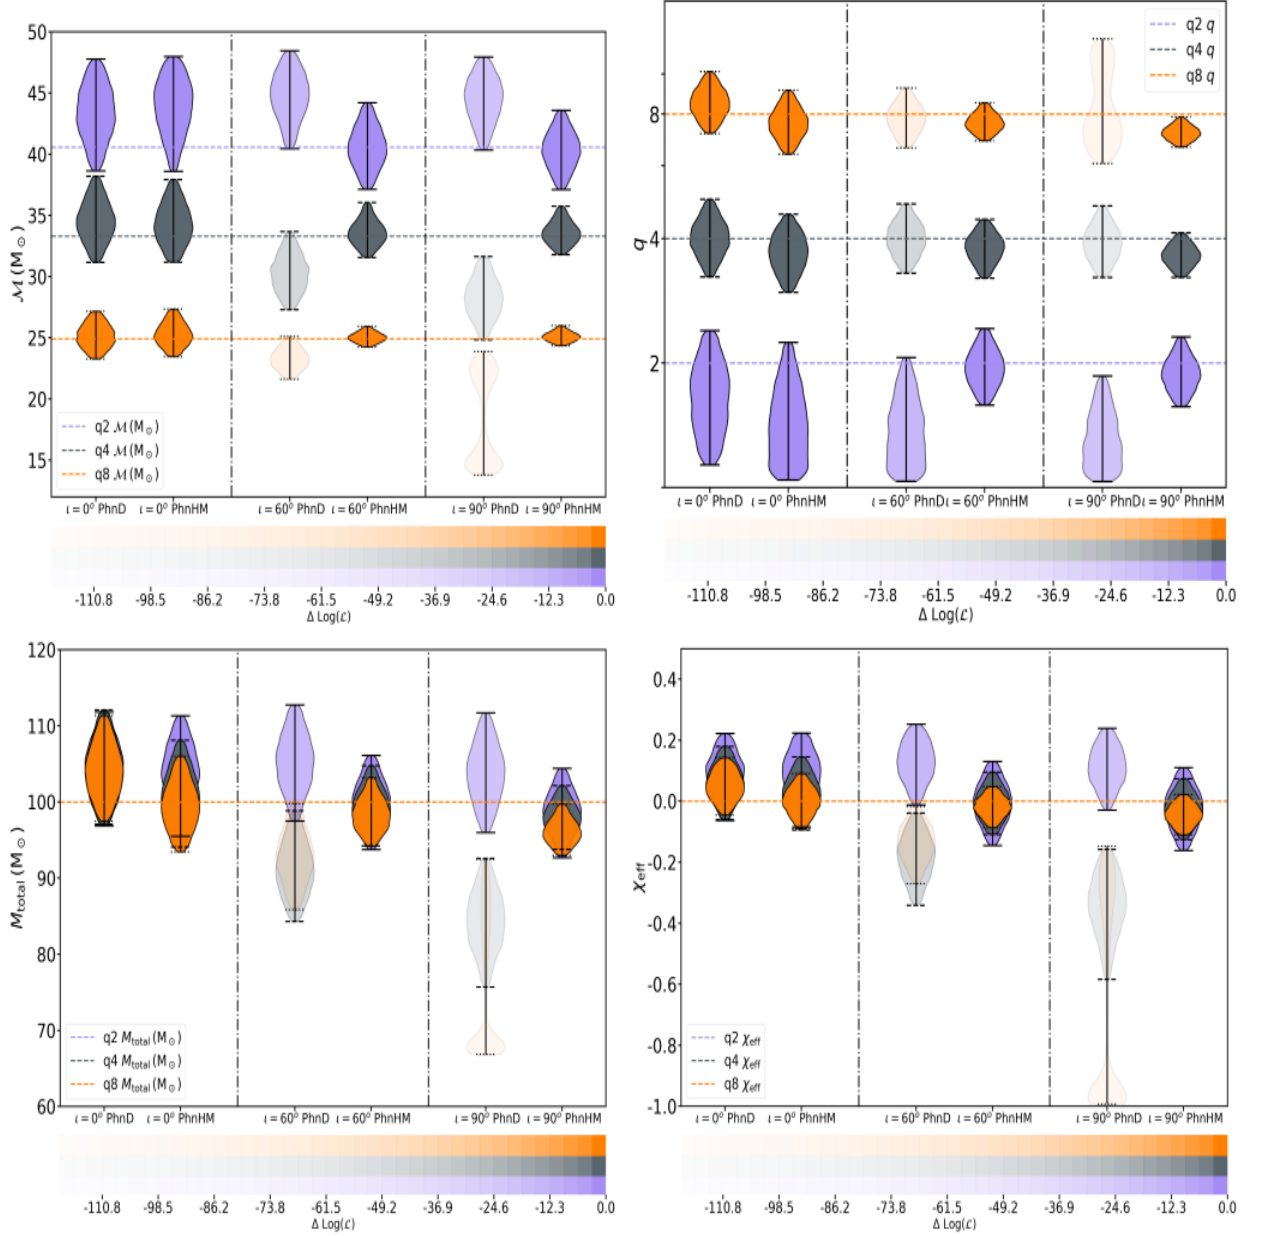 50
45
40
35
30
25
20
15
ℳ (M⊙)
q2 ℳ (M⊙)
q4 ℳ (M⊙)
q8 ℳ (M⊙)
ι = 0° PhnD ι = 0° PhnHM ι = 60° PhnD ι = 60° PhnHM ι = 90° PhnD ι = 90° PhnHM
-110.8 -98.5 -86.2 -73.8 -61.5 -49.2 -36.9 -24.6 -12.3 0.0
Δ Log(ℒ)
q2 q
q4 q
q8 q
8
4
2
q
ι = 0° PhnD ι = 0° PhnHM ι = 60° PhnD ι = 60° PhnHM ι = 90° PhnD ι = 90° PhnHM
-110.8 -98.5 -86.2 -73.8 -61.5 -49.2 -36.9 -24.6 -12.3 0.0
Δ Log(ℒ)
120
110
100
90
80
70
60
M_total (M⊙)
q2 M_total (M⊙)
q4 M_total (M⊙)
q8 M_total (M⊙)
ι = 0° PhnD ι = 0° PhnHM ι = 60° PhnD ι = 60° PhnHM ι = 90° PhnD ι = 90° PhnHM
-110.8 -98.5 -86.2 -73.8 -61.5 -49.2 -36.9 -24.6 -12.3 0.0
Δ Log(ℒ)
0.4
0.2
0.0
-0.2
-0.4
-0.6
-0.8
-1.0
χ_eff
q2 χ_eff
q4 χ_eff
q8 χ_eff
ι = 0° PhnD ι = 0° PhnHM ι = 60° PhnD ι = 60° PhnHM ι = 90° PhnD ι = 90° PhnHM
-110.8 -98.5 -86.2 -73.8 -61.5 -49.2 -36.9 -24.6 -12.3 0.0
Δ Log(ℒ)